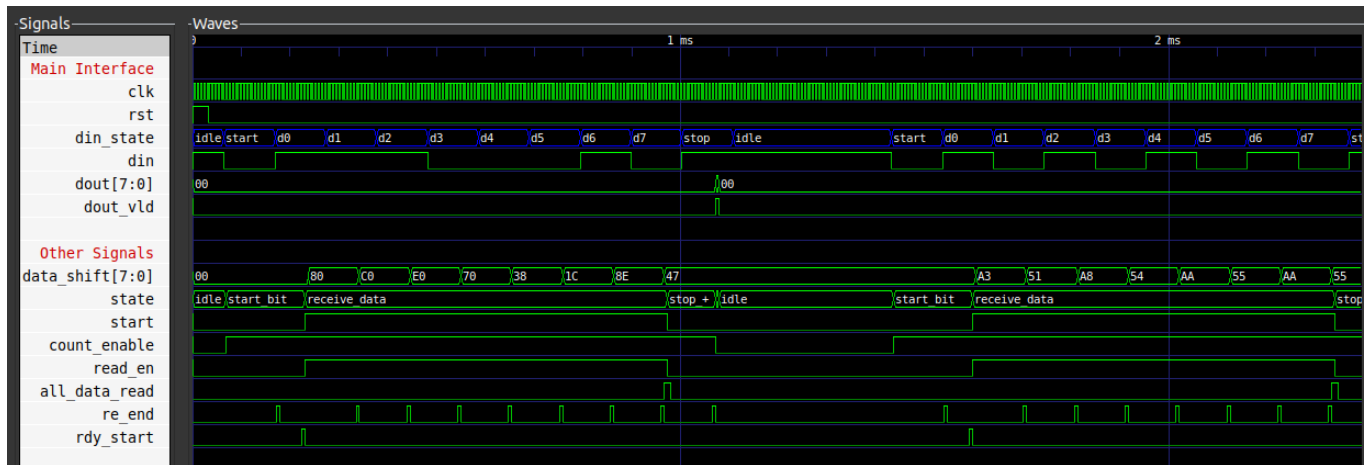 Signals
Waves
Time
0 1 ms 2 ms
Main Interface
clk
rst
din_state idle start d0 d1 d2 d3 d4 d5 d6 d7 stop idle start d0 d1 d2 d3 d4 d5 d6 d7 st
din
dout[7:0] 00 00
dout_vld
Other Signals
data_shift[7:0] 00 80 C0 E0 70 38 1C 8E 47 A3 51 A8 54 AA 55 AA 55
state idle start_bit receive_data stop_+ idle start_bit receive_data stop
start
count_enable
read_en
all_data_read
re_end
rdy_start